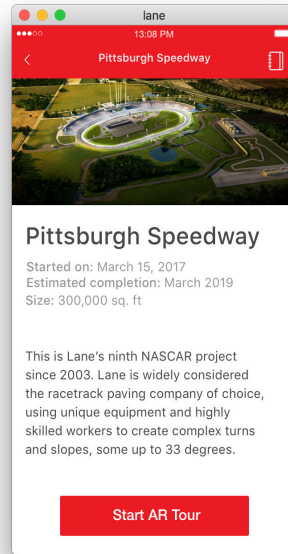 lane
13:08 PM
Pittsburgh Speedway
Pittsburgh Speedway
Started on: March 15, 2017
Estimated completion: March 2019
Size: 300,000 sq. ft
This is Lane's ninth NASCAR project
since 2003. Lane is widely considered
the racetrack paving company of choice,
using unique equipment and highly
skilled workers to create complex turns
and slopes, some up to 33 degrees.
Start AR Tour